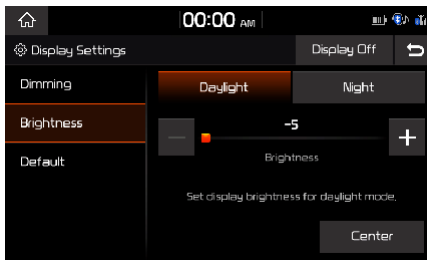 00:00 AM
Display Settings
Display Off
Dimming
Daylight
Night
Brightness
-5
Brightness
Default
Set display brightness for daylight mode.
Center